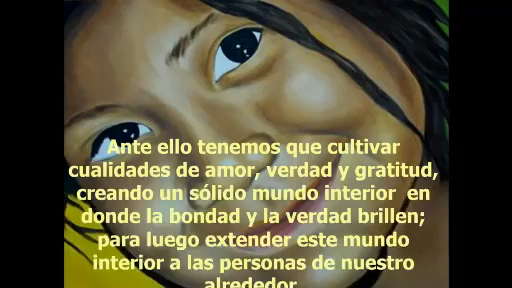 Ante ello tenemos que cultivar
cualidades de amor, verdad y gratitud,
creando un sólido mundo interior en
donde la bondad y la verdad brillen;
para luego extender este mundo
interior a las personas de nuestro
alrededor